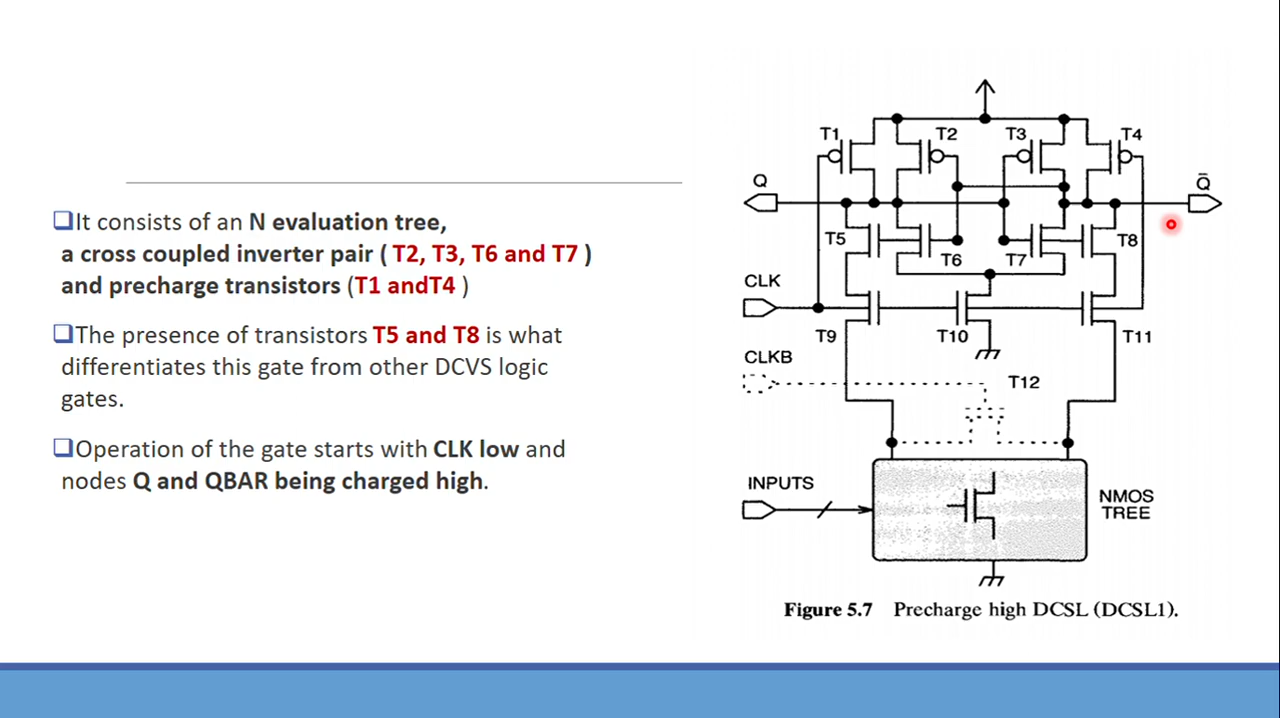 It consists of an N evaluation tree,
a cross coupled inverter pair ( T2, T3, T6 and T7 )
and precharge transistors (T1 andT4 )
The presence of transistors T5 and T8 is what
differentiates this gate from other DCVS logic
gates.
Operation of the gate starts with CLK low and
nodes Q and QBAR being charged high.
T1 T2 T3 T4
Q Q̅
T5 T6 T7 T8
CLK
T9 T10 T11
CLKB
T12
INPUTS
NMOS
TREE
Figure 5.7 Precharge high DCSL (DCSL1).